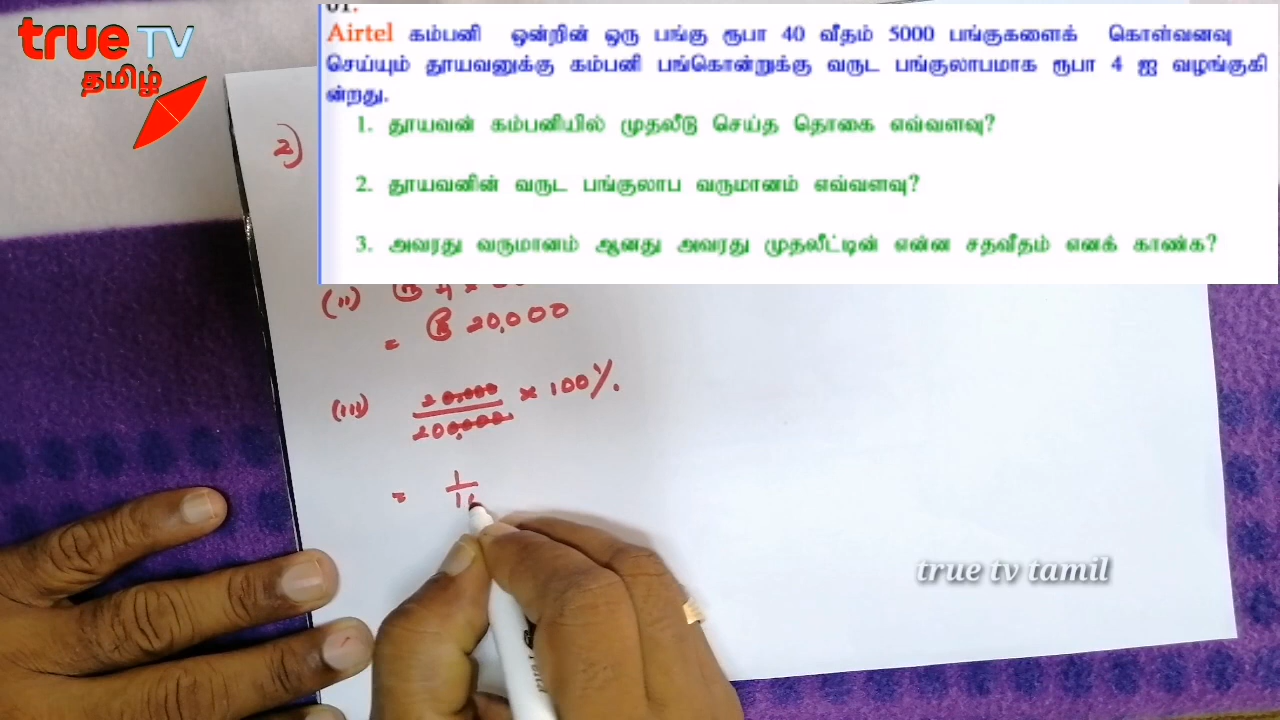 true TV
தமிழ்
01.
Airtel கம்பனி ஒன்றின் ஒரு பங்கு ரூபா 40 வீதம் 5000 பங்குகளைக் கொள்வனவு
செய்யும் தூயவனுக்கு கம்பனி பங்கொன்றுக்கு வருட பங்குலாபமாக ரூபா 4 ஐ வழங்குகி
ன்றது.
1. தூயவன் கம்பனியில் முதலீடு செய்த தொகை எவ்வளவு?
2. தூயவனின் வருட பங்குலாப வருமானம் எவ்வளவு?
3. அவரது வருமானம் ஆனது அவரது முதலீட்டின் என்ன சதவீதம் எனக் காண்க?
2)
(ii) ரூ 4 ×
= ரூ 20,000
(iii) 20,000 / 200,000 × 100%.
= 1/1
true tv tamil